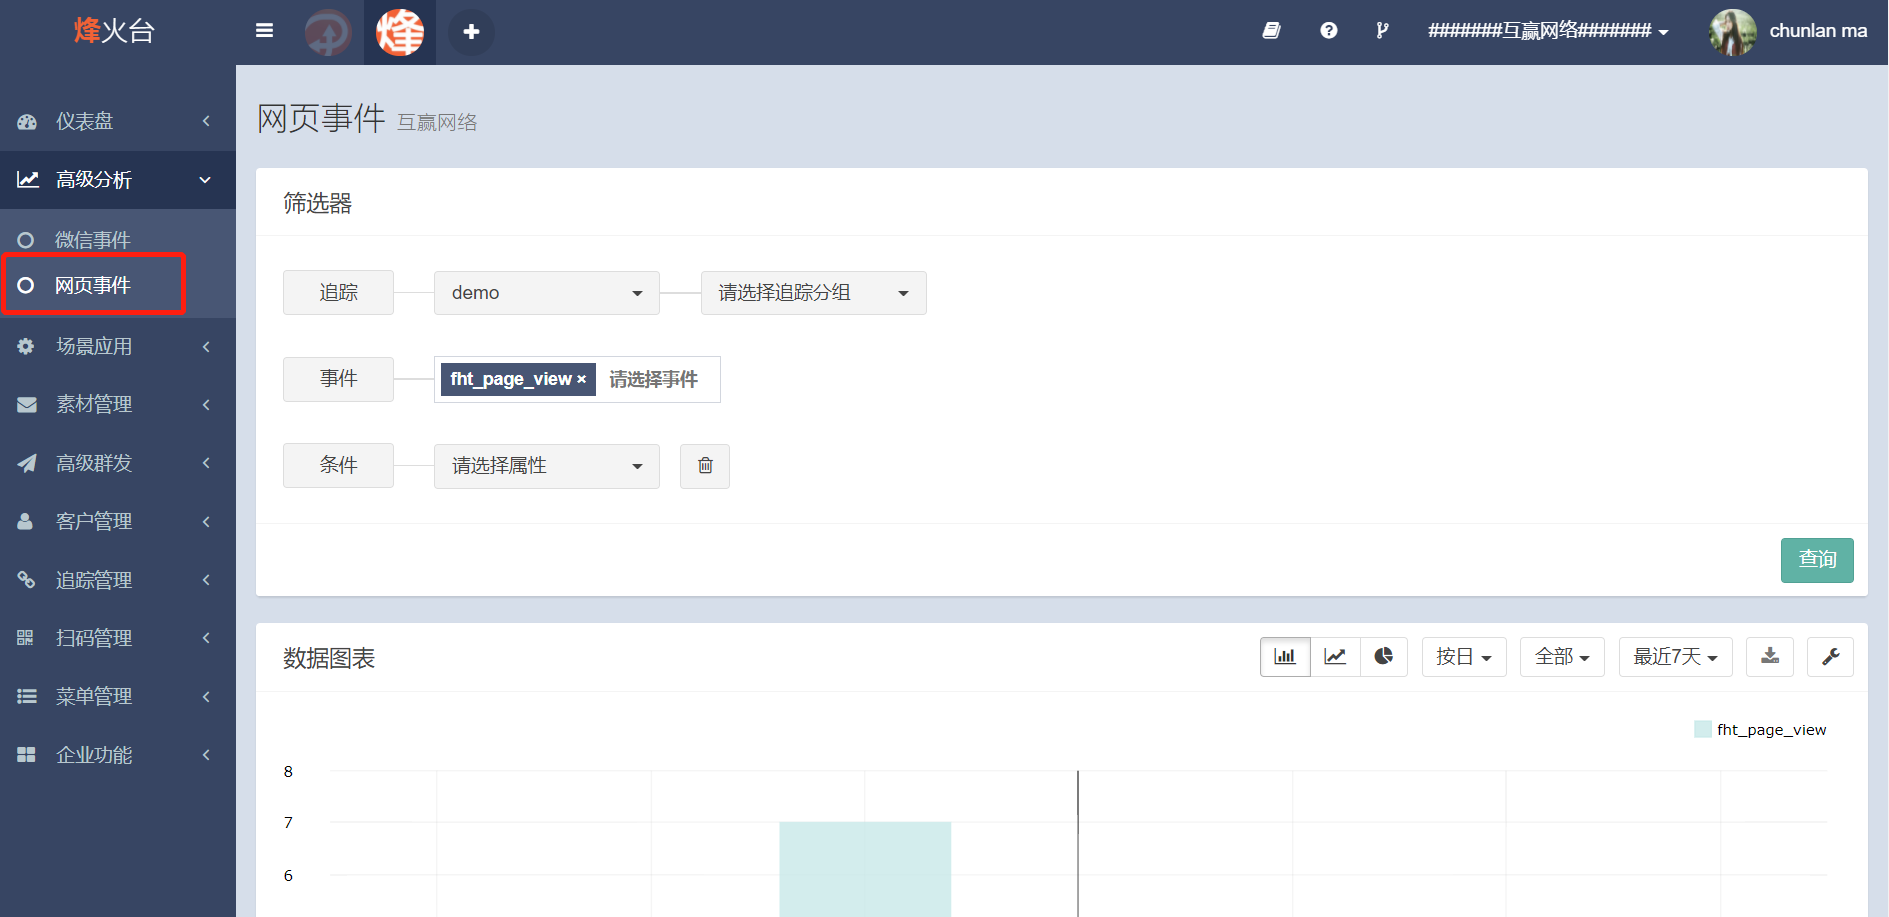 烽火台
烽
#######互赢网络#######
chunlan ma
仪表盘
高级分析
微信事件
网页事件
场景应用
素材管理
高级群发
客户管理
追踪管理
扫码管理
菜单管理
企业功能
网页事件 互赢网络
筛选器
追踪 demo 请选择追踪分组
事件 fht_page_view × 请选择事件
条件 请选择属性
查询
数据图表
按日 全部 最近7天
fht_page_view
8
7
6